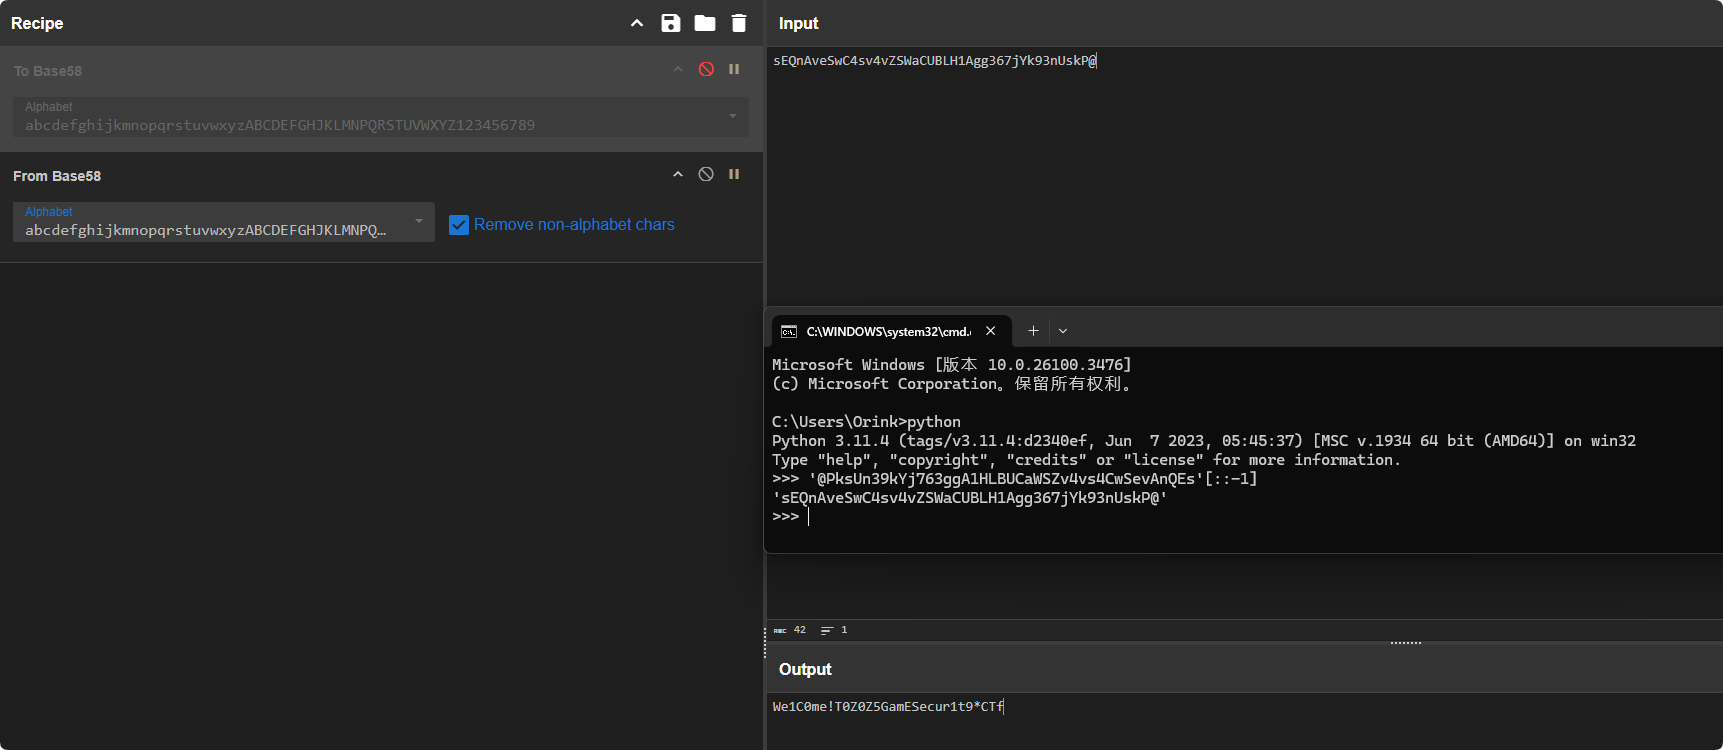 Recipe
To Base58
Alphabet
abcdefghijkmnopqrstuvwxyzABCDEFGHJKLMNPQRSTUVWXYZ123456789
From Base58
Alphabet
abcdefghijkmnopqrstuvwxyzABCDEFGHJKLMNPQ…
Remove non-alphabet chars
Input
sEQnAveSwC4sv4vZSWaCUBLH1Agg367jYk93nUskP@
C:\WINDOWS\system32\cmd.
Microsoft Windows [版本 10.0.26100.3476]
(c) Microsoft Corporation。保留所有权利。
C:\Users\Orink>python
Python 3.11.4 (tags/v3.11.4:d2340ef, Jun  7 2023, 05:45:37) [MSC v.1934 64 bit (AMD64)] on win32
Type "help", "copyright", "credits" or "license" for more information.
>>> '@PksUn39kYj763ggA1HLBUCaWSZv4vs4CwSevAnQEs'[::-1]
'sEQnAveSwC4sv4vZSWaCUBLH1Agg367jYk93nUskP@'
>>>
ABC 42 1
Output
We1C0me!T0Z0Z5GamESecur1t9*CTf